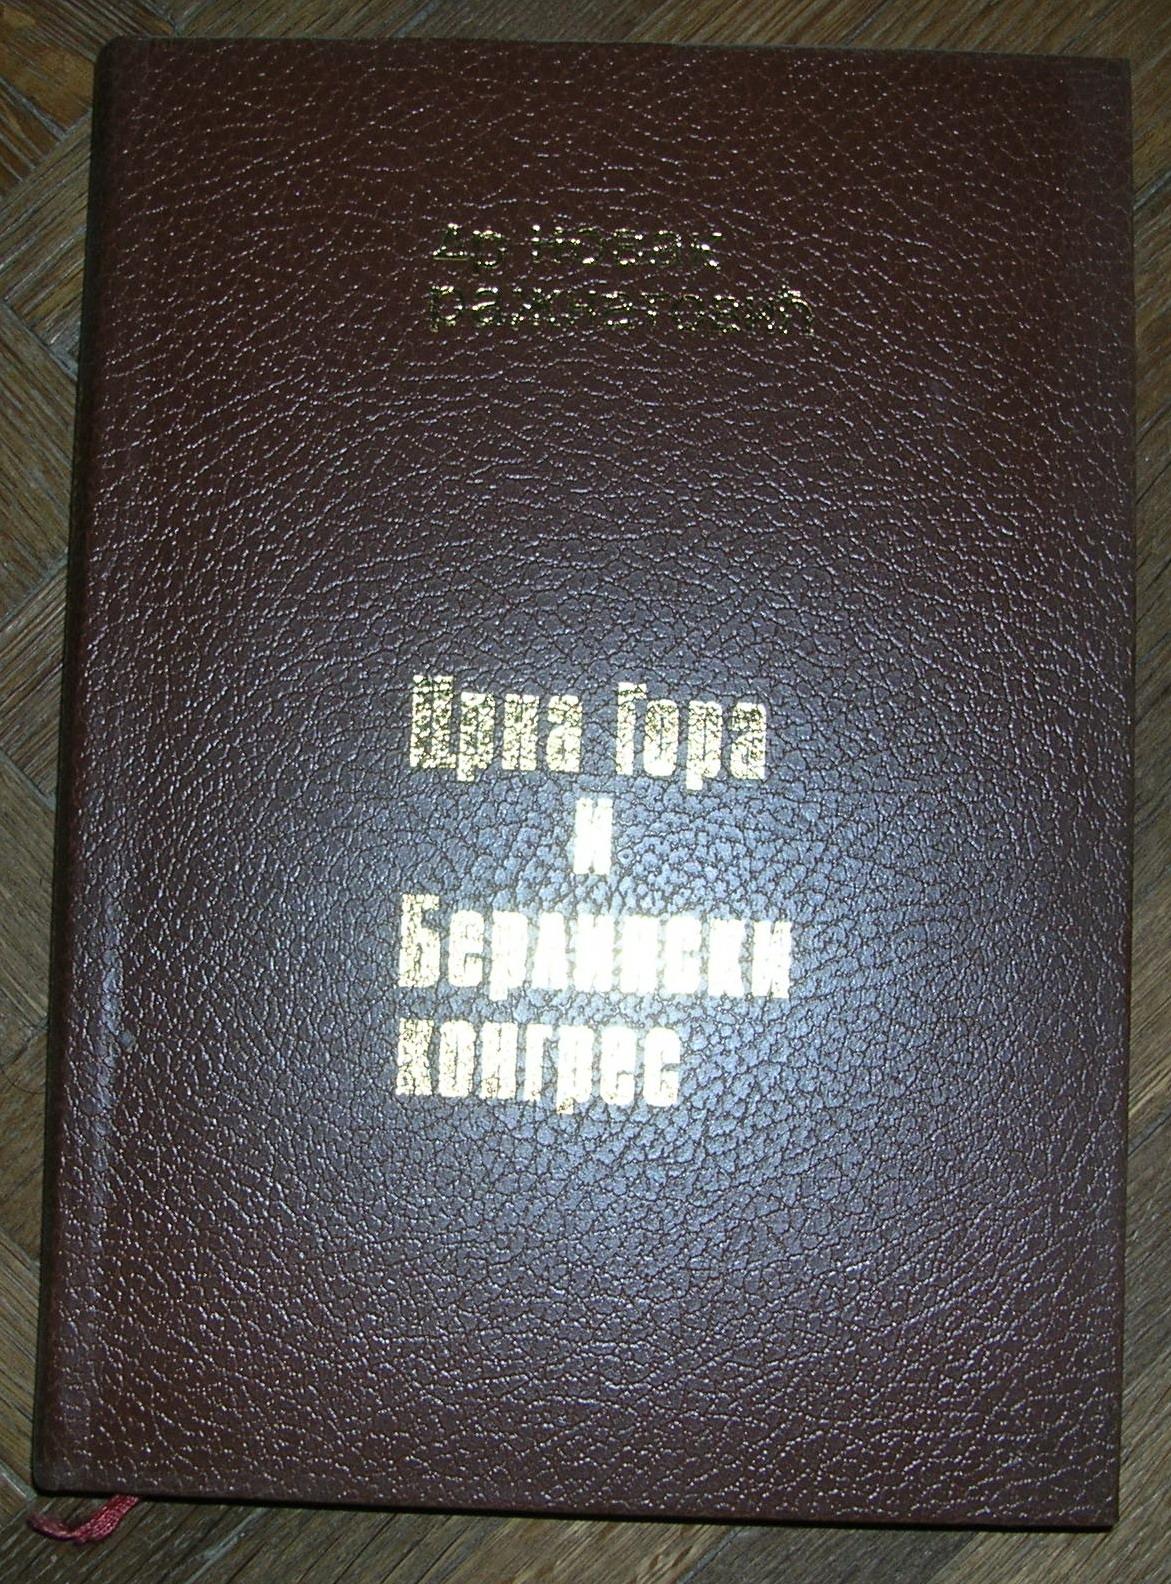 др новак
ражнатовић
Црна Гора
и
Берлински
конгрес